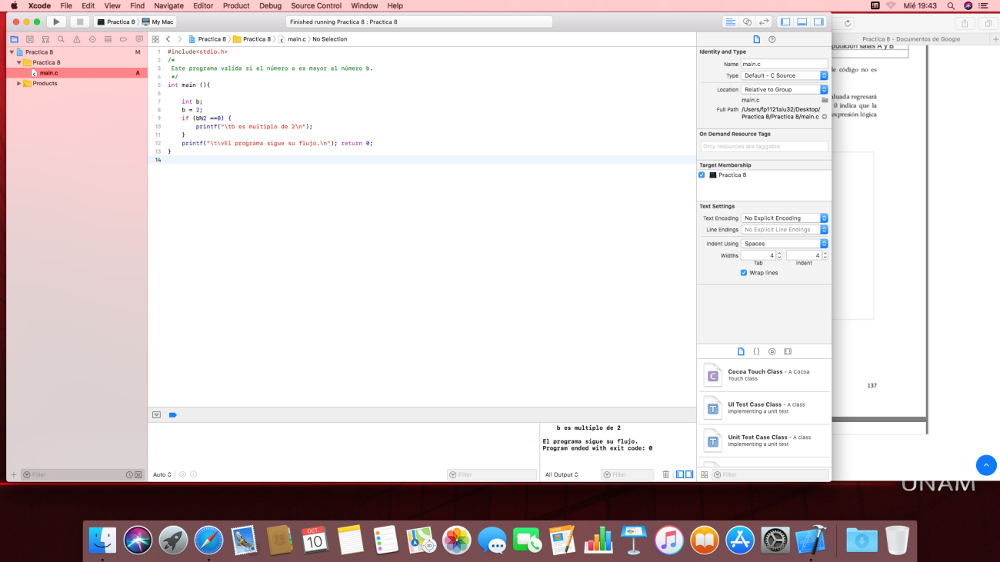 Xcode File Edit View Find Navigate Editor Product Debug Source Control Window Help Mié 19:43
Practica 8 My Mac Finished running Practica 8 : Practica 8
Practica 8 - Documentos de Google
Practica 8 Practica 8 main.c No Selection
Practica 8 M
Practica 8
main.c A
Products
1 #include<stdio.h>
2 /*
3 Este programa valida si el número a es mayor al número b.
4 */
5 int main (){
6
7 int b;
8 b = 2;
9 if (b%2 ==0) {
10 printf("\tb es multiplo de 2\n");
11 }
12 printf("\t\vEl programa sigue su flujo.\n"); return 0;
13 }
14
Identity and Type
Name main.c
Type Default - C Source
Location Relative to Group
main.c
Full Path /Users/fp1121alu32/Desktop/
Practica 8/Practica 8/main.c
On Demand Resource Tags
Only resources are taggable
Target Membership
Practica 8
Text Settings
Text Encoding No Explicit Encoding
Line Endings No Explicit Line Endings
Indent Using Spaces
Widths 4 4
Tab Indent
Wrap lines
{}
C Cocoa Touch Class - A Cocoa
Touch class
T UI Test Case Class - A class
implementing a unit test
T Unit Test Case Class - A class
implementing a unit test
Filter
b es multiplo de 2
El programa sigue su flujo.
Program ended with exit code: 0
Filter
Auto
Filter
All Output
Filter
salas A y B
código no es
regresará
0 indica que la
expresión lógica
137
UNAM
OCT
10